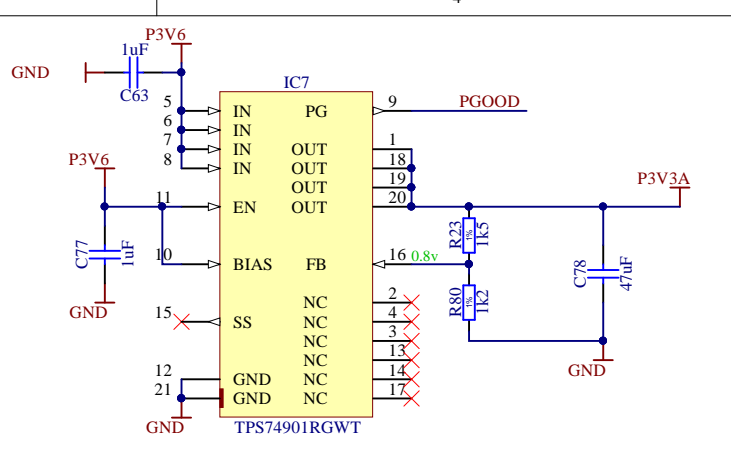 4
P3V6
1uF
GND
C63
IC7
5 IN PG 9 PGOOD
6 IN
7 IN OUT 1
8 IN OUT 18
OUT 19
P3V6
P3V3A
11 EN OUT 20
R23 1% 1k5
C77 1uF
10 BIAS FB 16 0.8v
C78 47uF
R80 1% 1k2
GND
15 SS
NC 2
NC 4
NC 3
NC 13
12 GND NC 14
21 GND NC 17
GND
GND
TPS74901RGWT